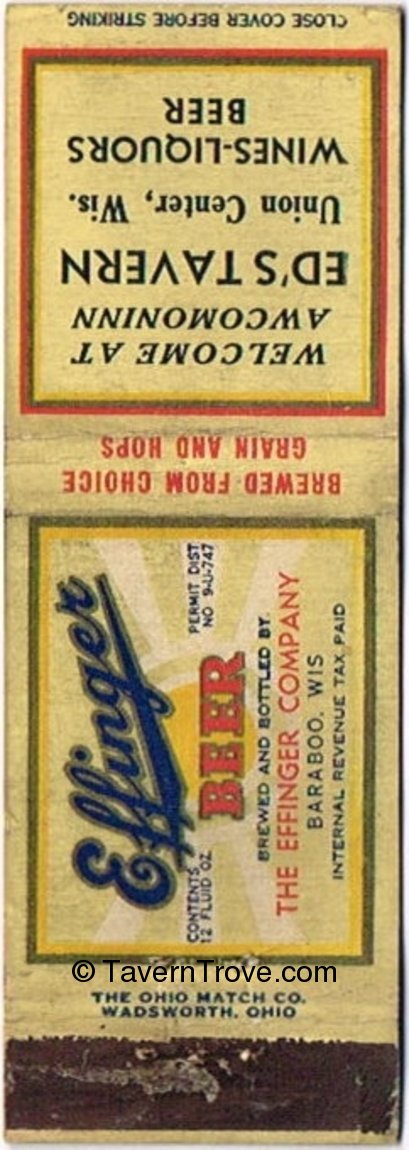 CLOSE COVER BEFORE STRIKING
WELCOME AT
AWCOMONINN
ED'S TAVERN
Union Center, Wis.
WINES-LIQUORS
BEER
BREWED FROM CHOICE
GRAIN AND HOPS
Effinger
BEER
CONTENTS
12 FLUID OZ.
PERMIT DIST
NO 9-U-747
BREWED AND BOTTLED BY
THE EFFINGER COMPANY
BARABOO, WIS
INTERNAL REVENUE TAX PAID
© TavernTrove.com
THE OHIO MATCH CO.
WADSWORTH, OHIO